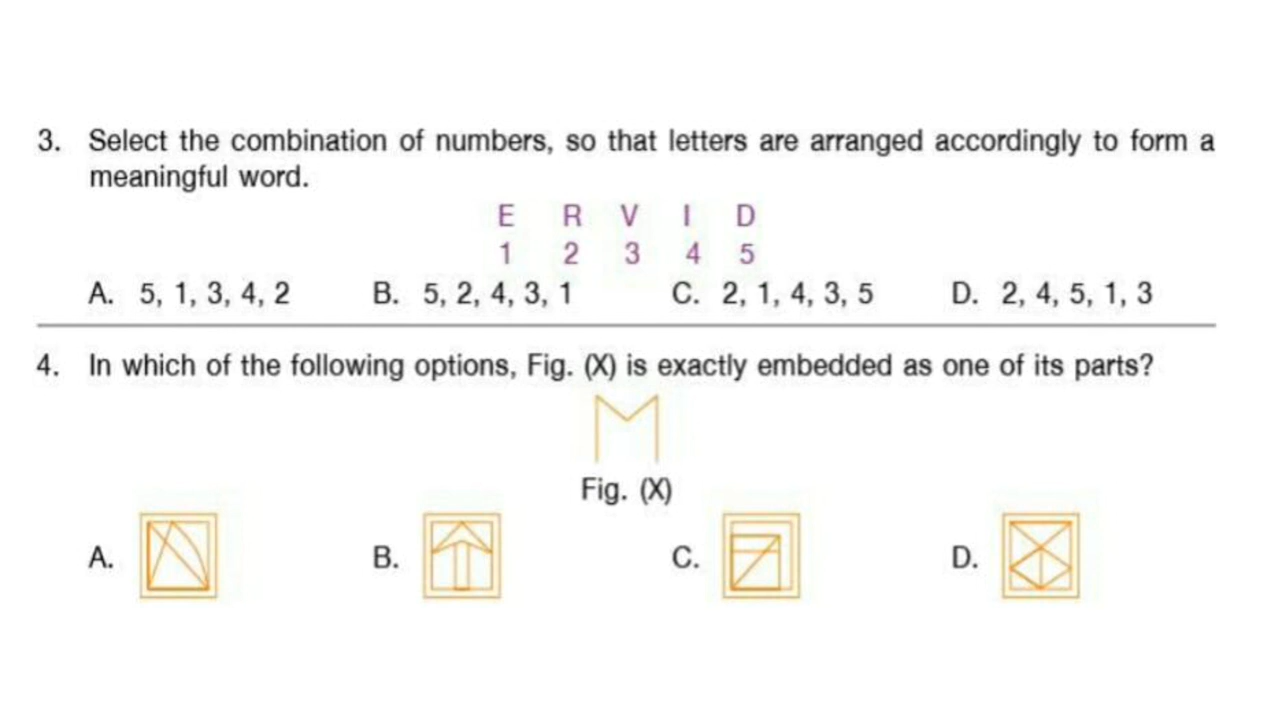 3. Select the combination of numbers, so that letters are arranged accordingly to form a
meaningful word.
E R V I D
1 2 3 4 5
A. 5, 1, 3, 4, 2 B. 5, 2, 4, 3, 1 C. 2, 1, 4, 3, 5 D. 2, 4, 5, 1, 3
4. In which of the following options, Fig. (X) is exactly embedded as one of its parts?
Fig. (X)
A. B. C. D.